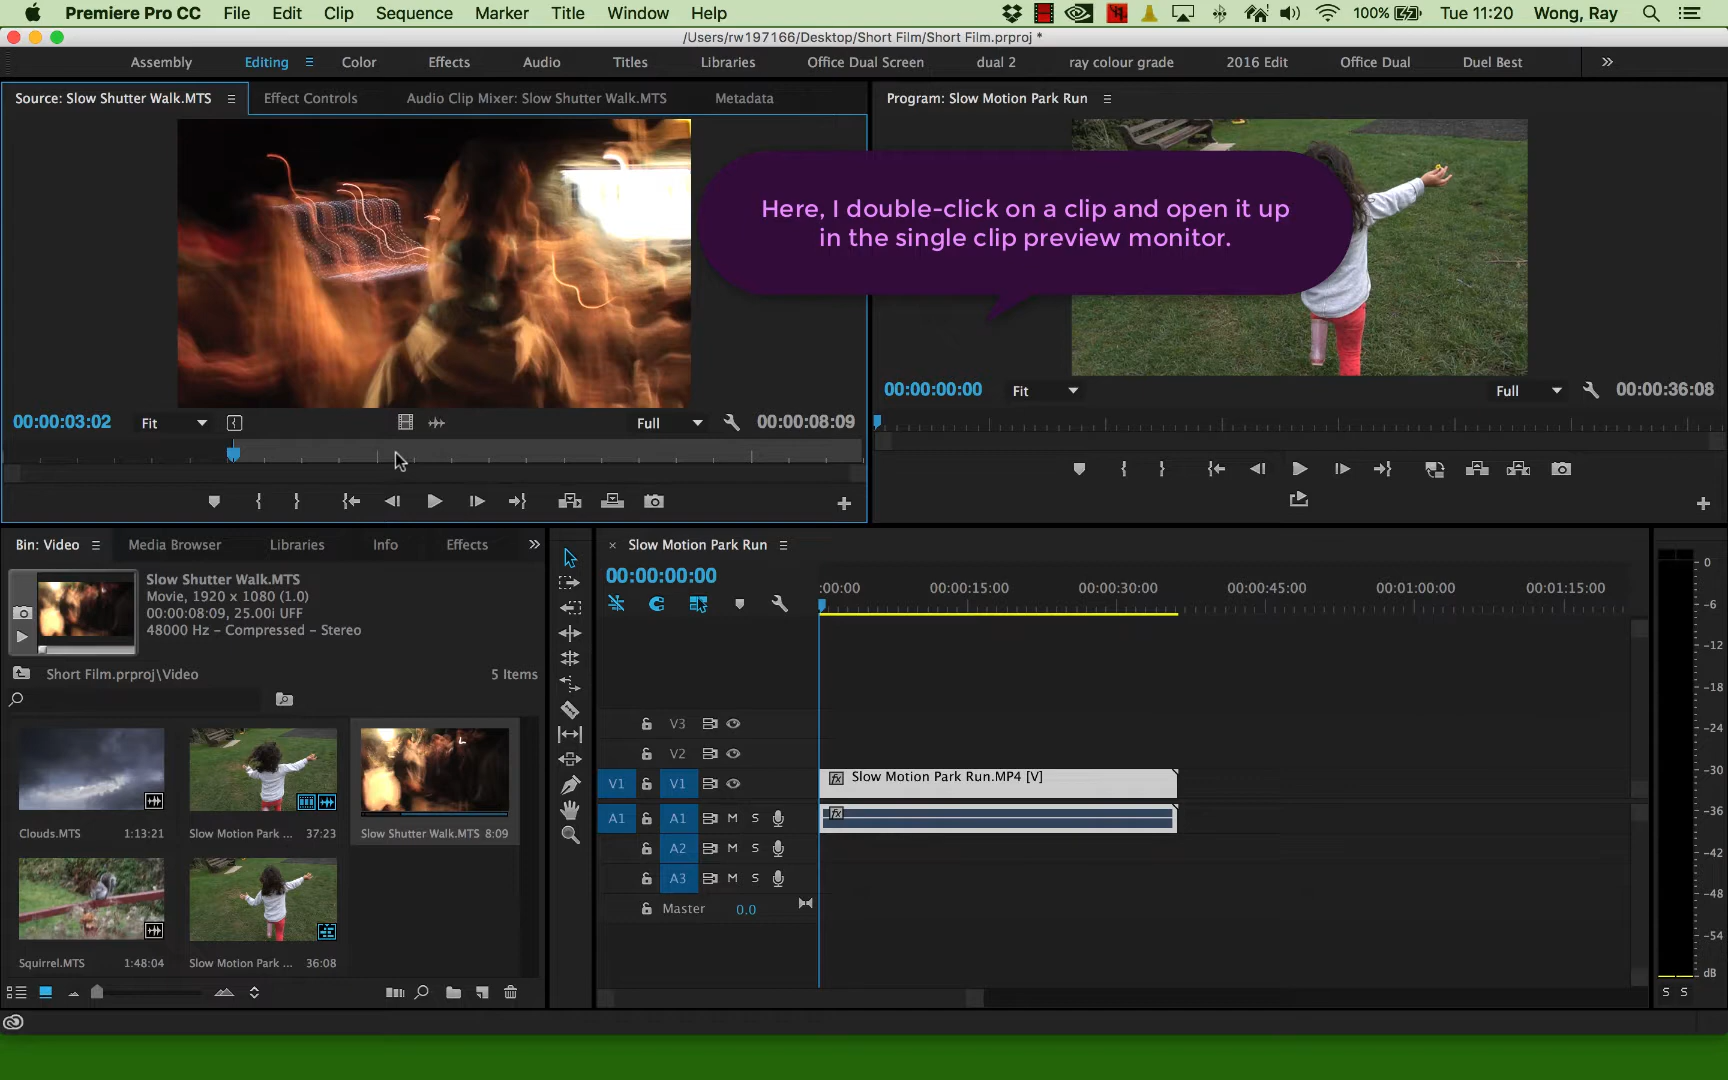 Premiere Pro CC File Edit Clip Sequence Marker Title Window Help 100% Tue 11:20 Wong, Ray
/Users/rw197166/Desktop/Short Film/Short Film.prproj *
Assembly Editing Color Effects Audio Titles Libraries Office Dual Screen dual 2 ray colour grade 2016 Edit Office Dual Duel Best
Source: Slow Shutter Walk.MTS Effect Controls Audio Clip Mixer: Slow Shutter Walk.MTS Metadata
Program: Slow Motion Park Run
Here, I double-click on a clip and open it up
in the single clip preview monitor.
00:00:03:02 Fit Full 00:00:08:09
00:00:00:00 Fit Full 00:00:36:08
Bin: Video Media Browser Libraries Info Effects
Slow Shutter Walk.MTS
Movie, 1920 x 1080 (1.0)
00:00:08:09, 25.00i UFF
48000 Hz - Compressed - Stereo
Short Film.prproj\Video 5 Items
Clouds.MTS 1:13:21
Slow Motion Park ... 37:23
Slow Shutter Walk.MTS 8:09
Squirrel.MTS 1:48:04
Slow Motion Park ... 36:08
× Slow Motion Park Run
00:00:00:00
:00:00 00:00:15:00 00:00:30:00 00:00:45:00 00:01:00:00 00:01:15:00
V3
V2
V1 V1 fx Slow Motion Park Run.MP4 [V]
A1 A1 M S fx
A2 M S
A3 M S
Master 0.0
0
-6
-12
-18
-24
-30
-36
-42
-48
-54
dB
S S